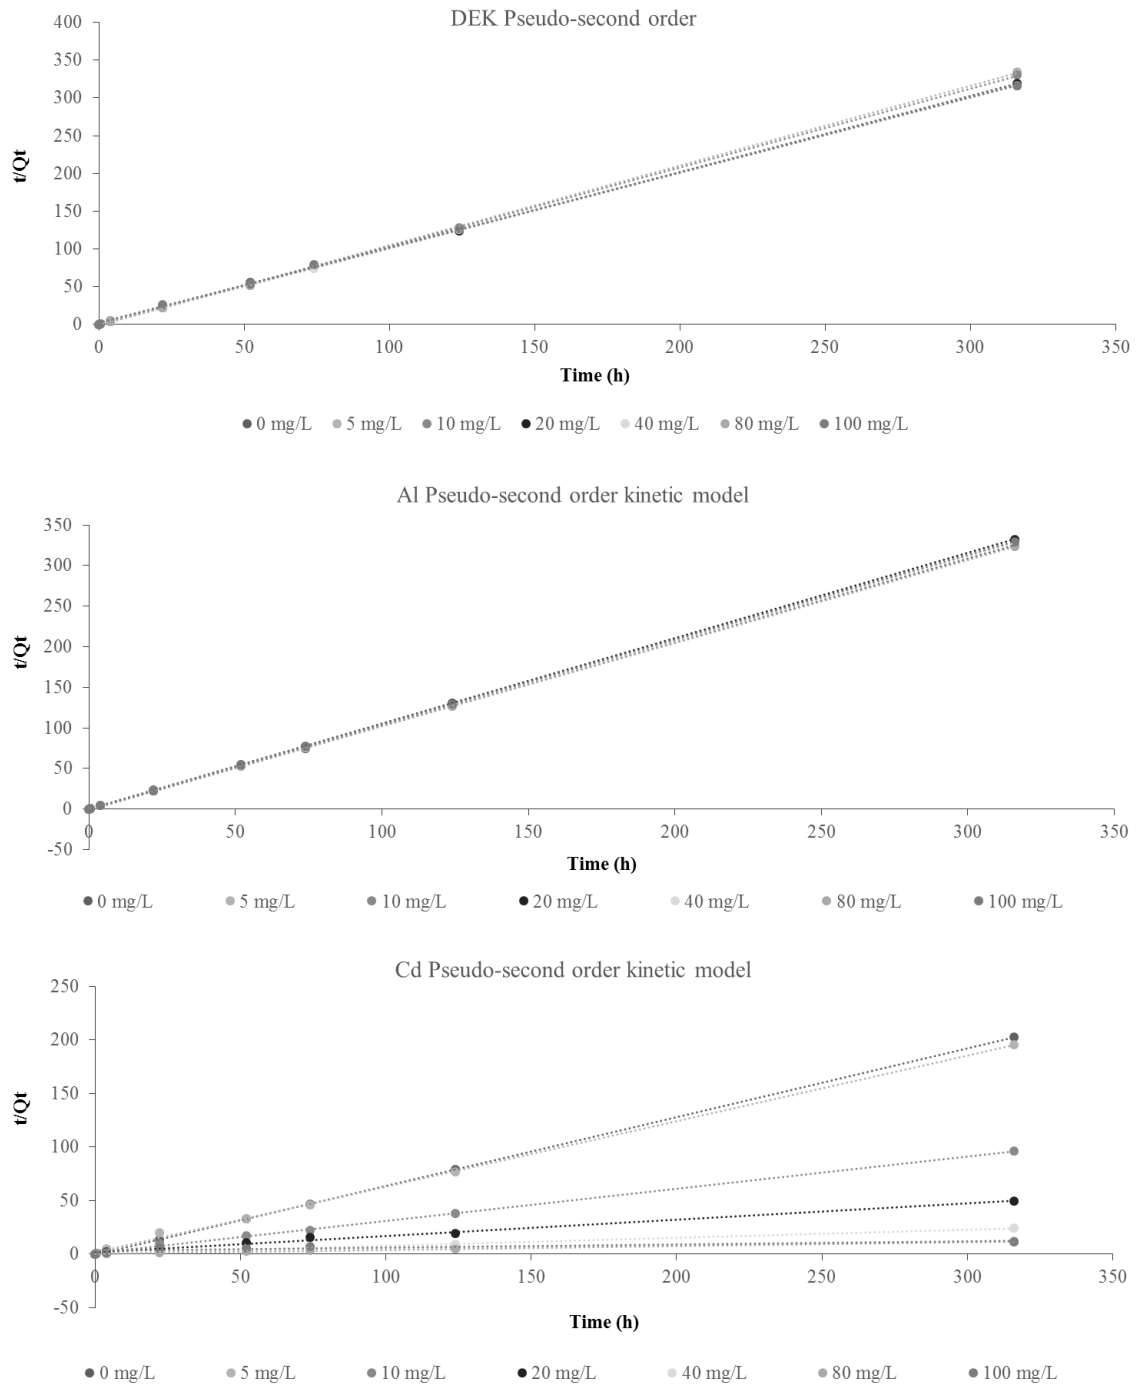 DEK Pseudo-second order
400
350
300
250
200
150
100
50
0
t/Qt
0 50 100 150 200 250 300 350
Time (h)
0 mg/L 5 mg/L 10 mg/L 20 mg/L 40 mg/L 80 mg/L 100 mg/L
Al Pseudo-second order kinetic model
350
300
250
200
150
100
50
0
-50
t/Qt
0 50 100 150 200 250 300 350
Time (h)
0 mg/L 5 mg/L 10 mg/L 20 mg/L 40 mg/L 80 mg/L 100 mg/L
Cd Pseudo-second order kinetic model
250
200
150
100
50
0
-50
t/Qt
0 50 100 150 200 250 300 350
Time (h)
0 mg/L 5 mg/L 10 mg/L 20 mg/L 40 mg/L 80 mg/L 100 mg/L